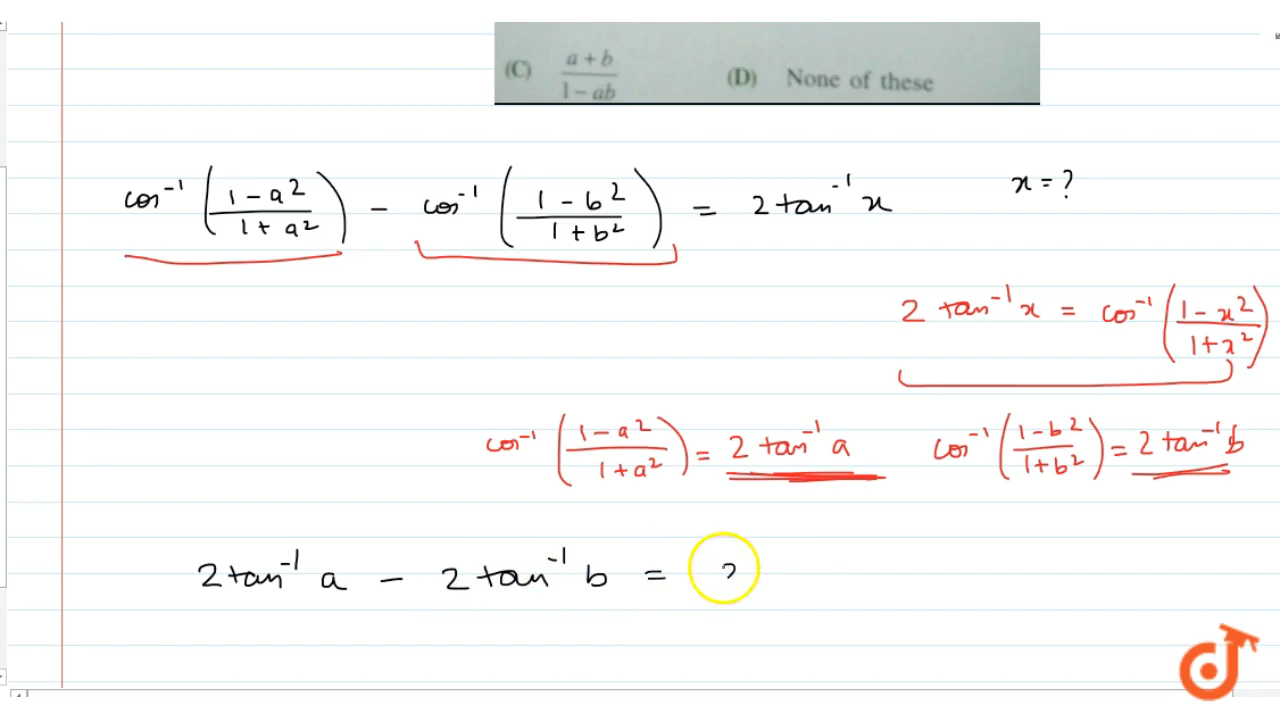 (C) a + b / 1 - ab (D) None of these
cos⁻¹ (1 - a² / 1 + a²) - cos⁻¹ (1 - b² / 1 + b²) = 2 tan⁻¹ x x = ?
2 tan⁻¹ x = cos⁻¹ (1 - x² / 1 + x²)
cos⁻¹ (1 - a² / 1 + a²) = 2 tan⁻¹ a cos⁻¹ (1 - b² / 1 + b²) = 2 tan⁻¹ b
2 tan⁻¹ a - 2 tan⁻¹ b =